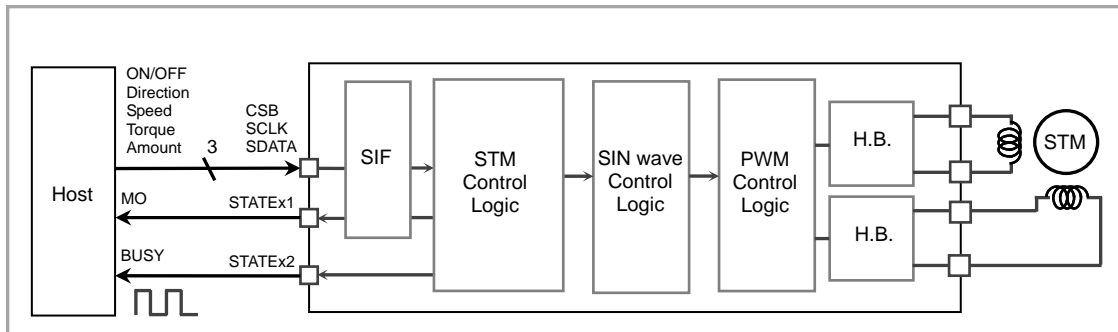 ON/OFF
Direction
Speed
Torque
Amount
3
CSB
SCLK
SDATA
Host
MO
STATEx1
BUSY
STATEx2
SIF
STM
Control
Logic
SIN wave
Control
Logic
PWM
Control
Logic
H.B.
H.B.
STM